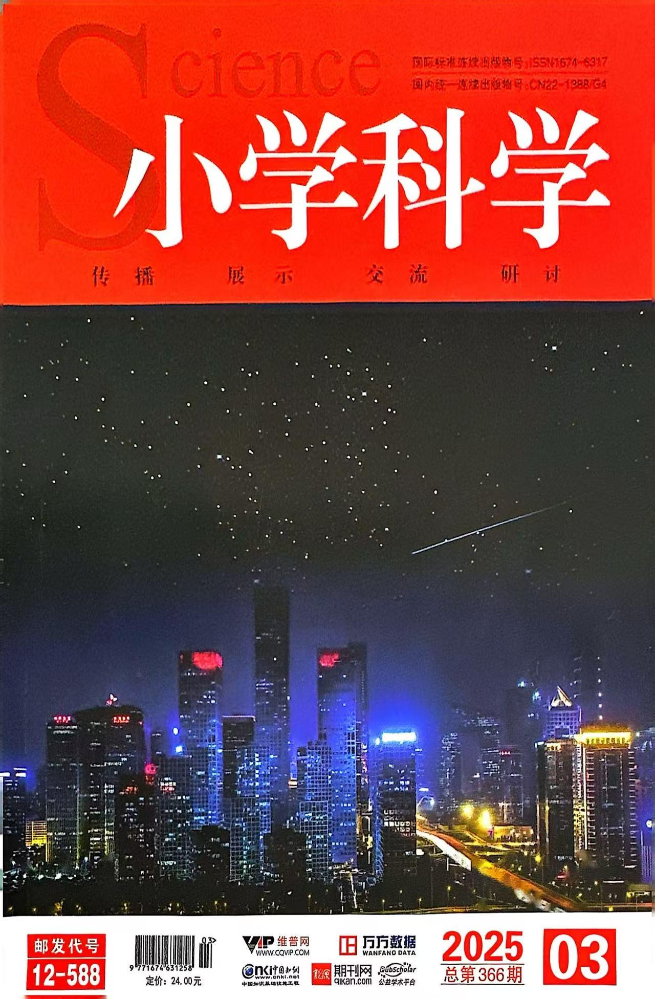 Science
国际标准连续出版物号:ISSN1674-6317
国内统一连续出版物号:CN22-1388/G4
小学科学
传播 展示 交流 研讨
邮发代号
12-588
03>
9 771674 631258
定价: 24.00元
VIP 维普网
WWW.CQVIP.COM
cnki 中国知网
www.cnki.net
中国知识基础设施工程
万方数据
WANFANG DATA
龙源
期刊网
qikan.com
PubScholar
公益学术平台
2025
总第366期
03